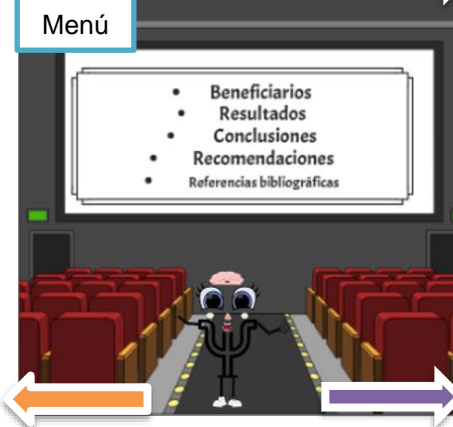 Menú
• Beneficiarios
• Resultados
• Conclusiones
• Recomendaciones
• Referencias bibliográficas